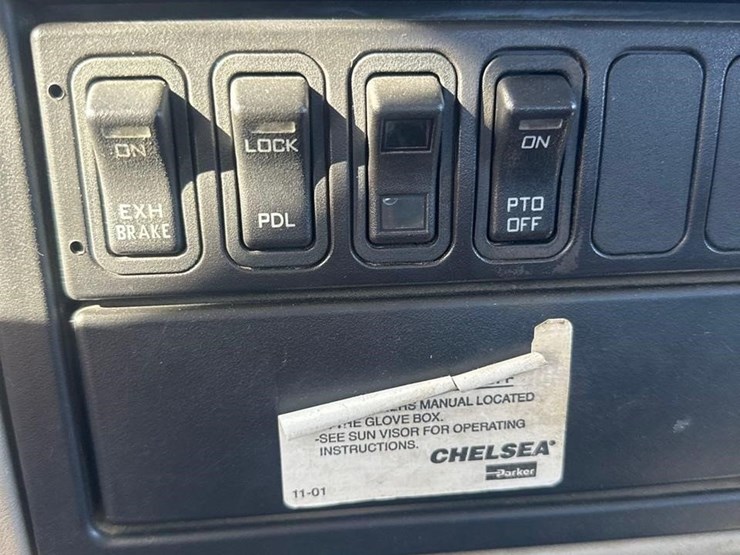 ON
EXH
BRAKE
LOCK
PDL
ON
PTO
OFF
MANUAL LOCATED
GLOVE BOX.
-SEE SUN VISOR FOR OPERATING
INSTRUCTIONS.
CHELSEA®
Parker
11-01